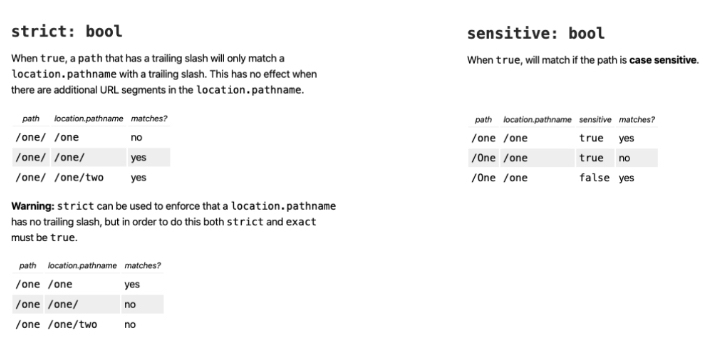 strict: bool
When true, a path that has a trailing slash will only match a
location.pathname with a trailing slash. This has no effect when
there are additional URL segments in the location.pathname.
path location.pathname matches?
/one/ /one no
/one/ /one/ yes
/one/ /one/two yes
Warning: strict can be used to enforce that a location.pathname
has no trailing slash, but in order to do this both strict and exact
must be true.
path location.pathname matches?
/one /one yes
/one /one/ no
/one /one/two no
sensitive: bool
When true, will match if the path is case sensitive.
path location.pathname sensitive matches?
/one /one true yes
/One /one true no
/One /one false yes